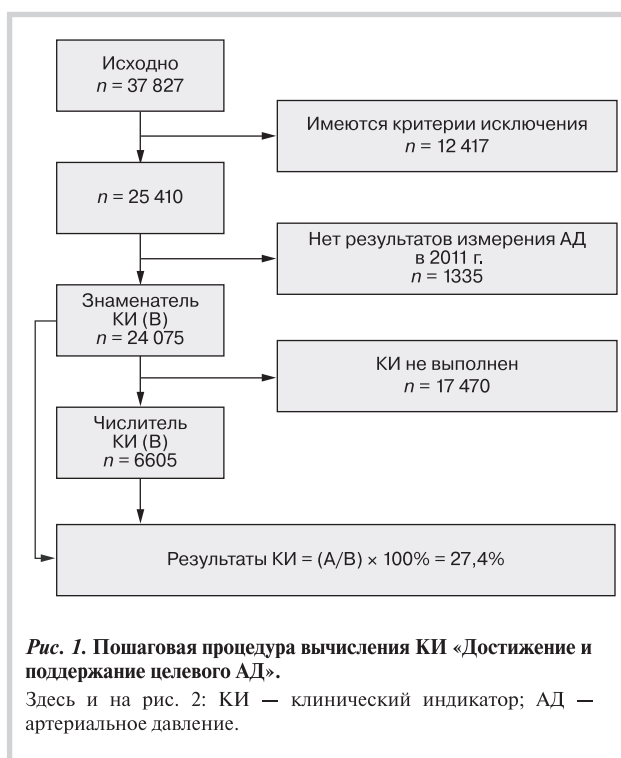 Исходно
n = 37 827
Имеются критерии исключения
n = 12 417
n = 25 410
Нет результатов измерения АД
в 2011 г.
n = 1335
Знаменатель
КИ (В)
n = 24 075
КИ не выполнен
n = 17 470
Числитель
КИ (В)
n = 6605
Результаты КИ = (А/В) × 100% = 27,4%
Рис. 1. Пошаговая процедура вычисления КИ «Достижение и
поддержание целевого АД».
Здесь и на рис. 2: КИ — клинический индикатор; АД —
артериальное давление.